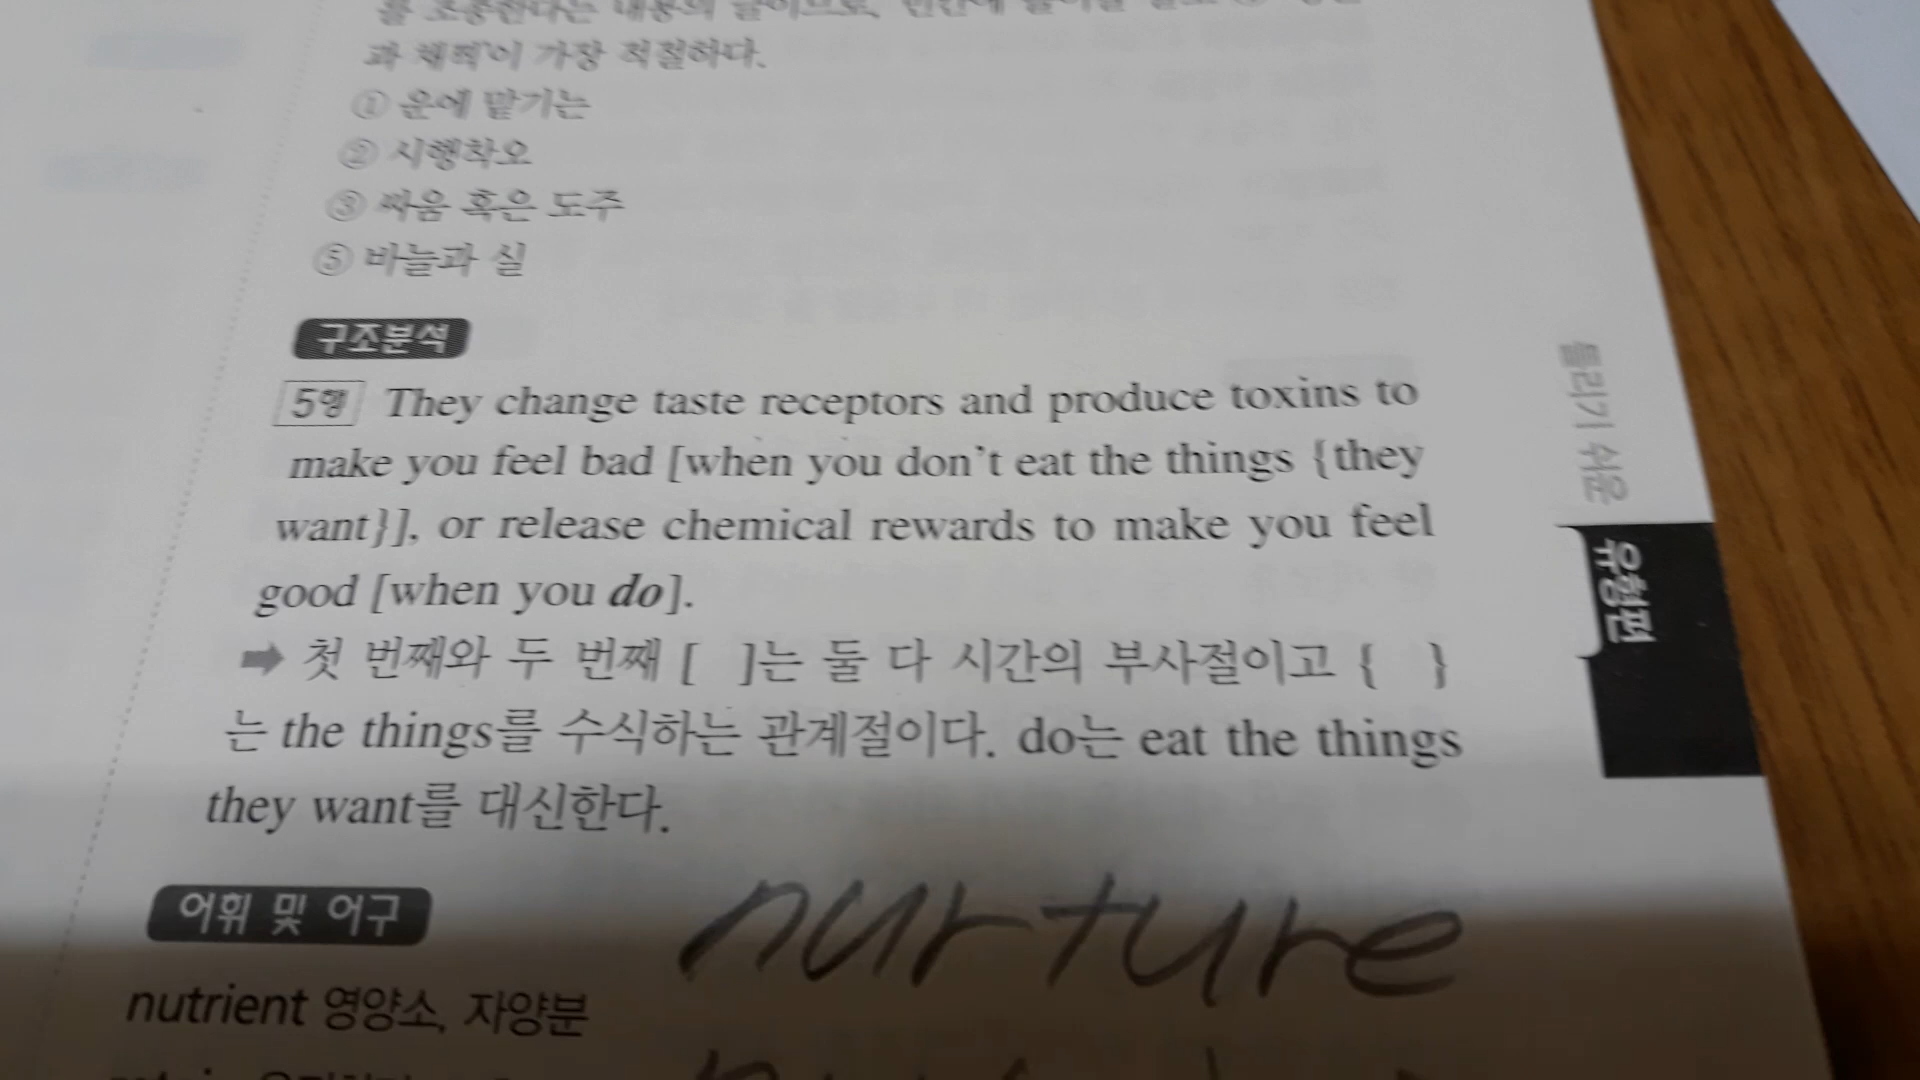 과 채찍'이 가장 적절하다.
① 운에 맡기는
② 시행착오
③ 싸움 혹은 도주
⑤ 바늘과 실
구조분석
5행 They change taste receptors and produce toxins to
make you feel bad [when you don't eat the things {they
want}], or release chemical rewards to make you feel
good [when you do].
➡ 첫 번째와 두 번째 [ ]는 둘 다 시간의 부사절이고 { }
는 the things를 수식하는 관계절이다. do는 eat the things
they want를 대신한다.
어휘 및 어구
nurture
nutrient 영양소, 자양분
틀리기 쉬운
유형편